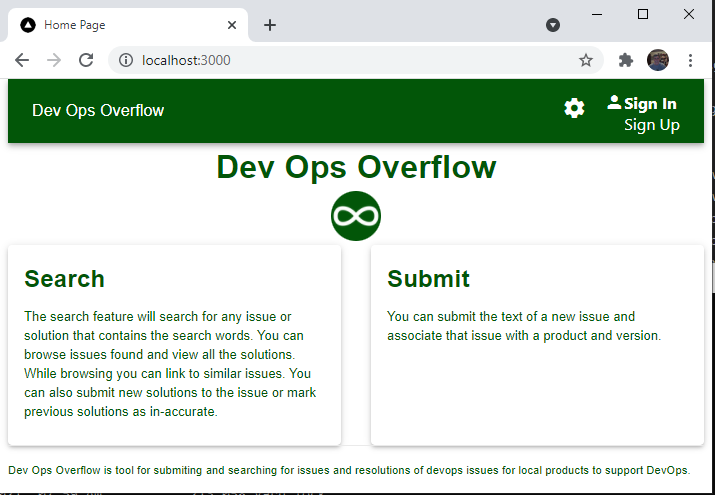 Home Page
localhost:3000
Dev Ops Overflow
Sign In
Sign Up
Dev Ops Overflow
Search
The search feature will search for any issue or
solution that contains the search words. You can
browse issues found and view all the solutions.
While browsing you can link to similar issues. You
can also submit new solutions to the issue or mark
previous solutions as in-accurate.
Submit
You can submit the text of a new issue and
associate that issue with a product and version.
Dev Ops Overflow is tool for submiting and searching for issues and resolutions of devops issues for local products to support DevOps.